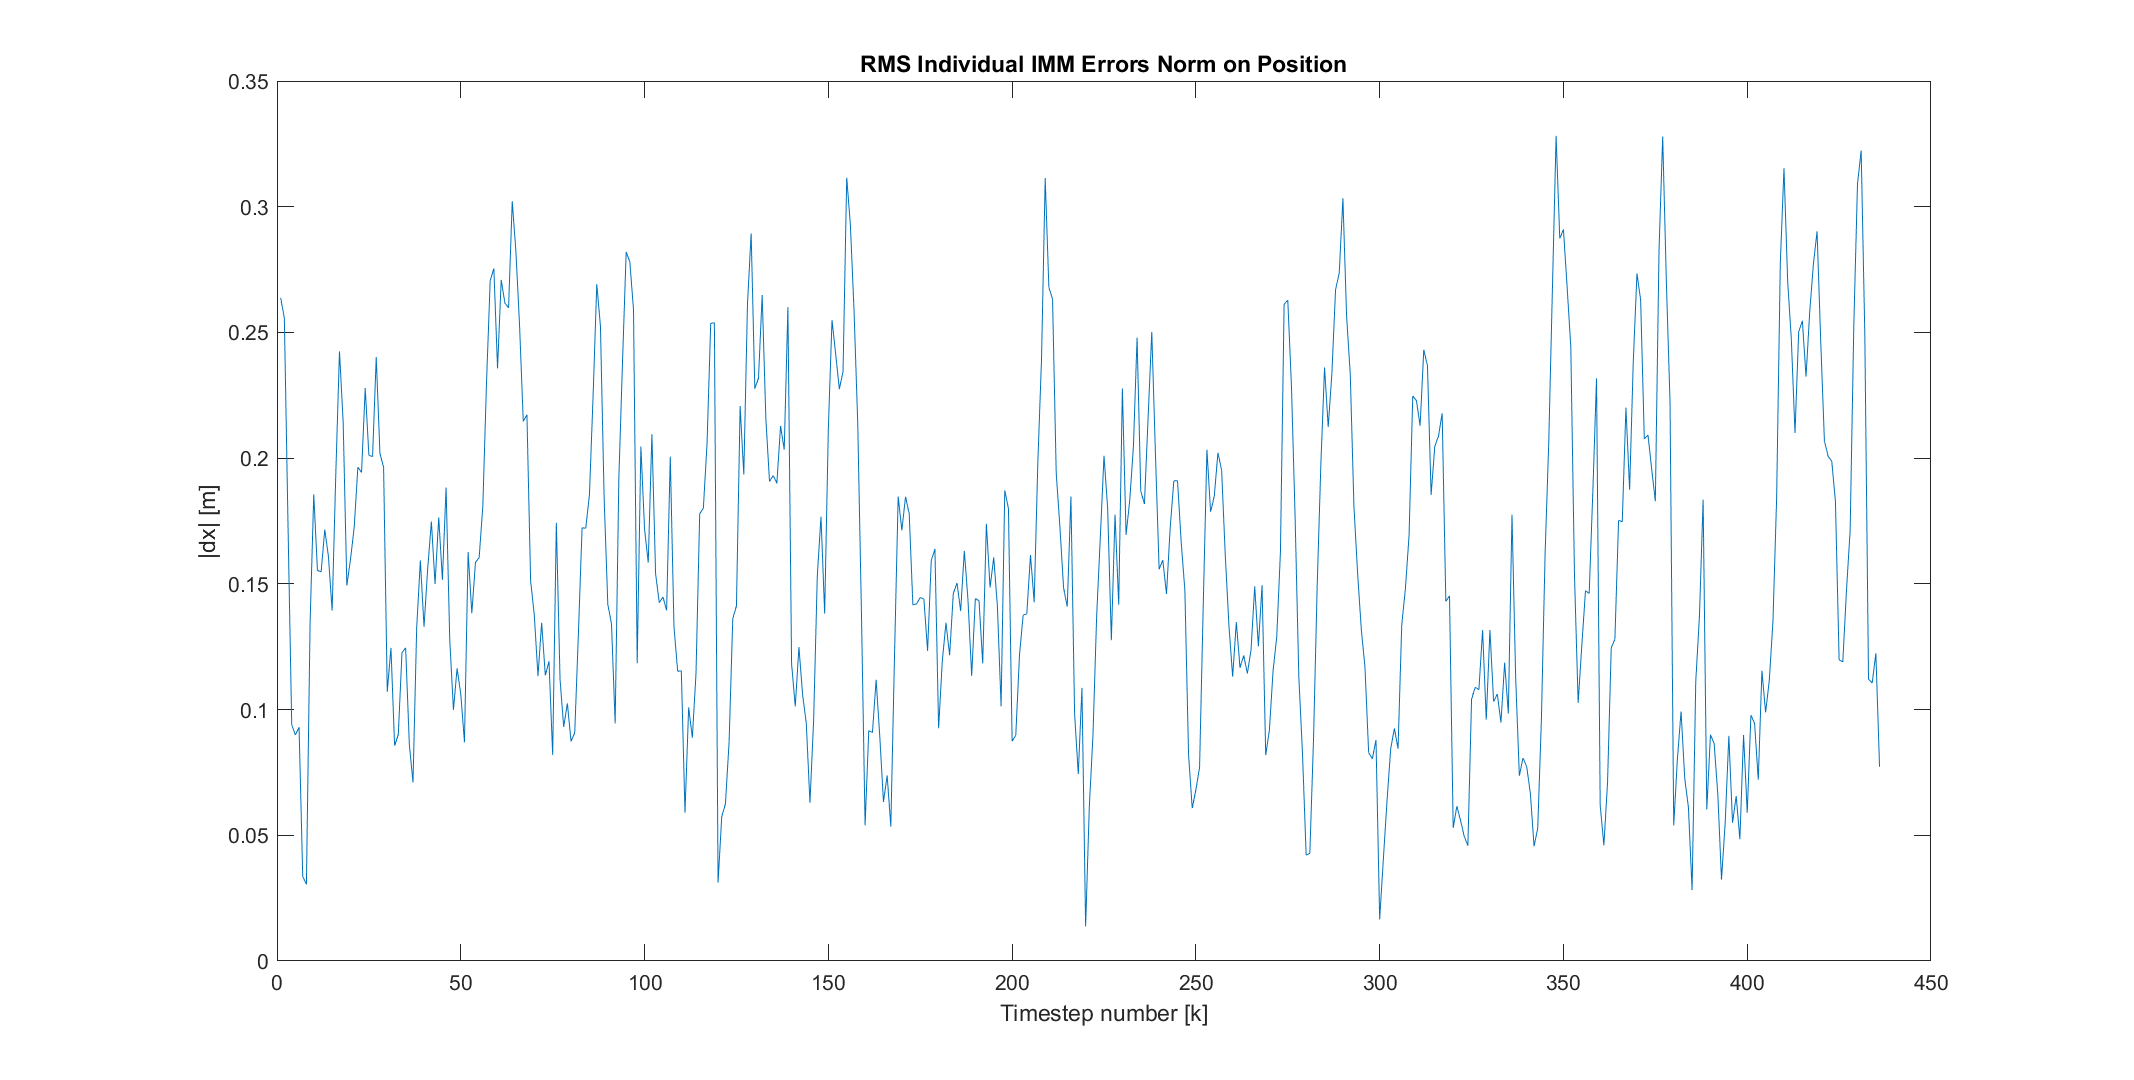 RMS Individual IMM Errors Norm on Position
0.35
0.3
0.25
0.2
0.15
0.1
0.05
0
|dx| [m]
0 50 100 150 200 250 300 350 400 450
Timestep number [k]